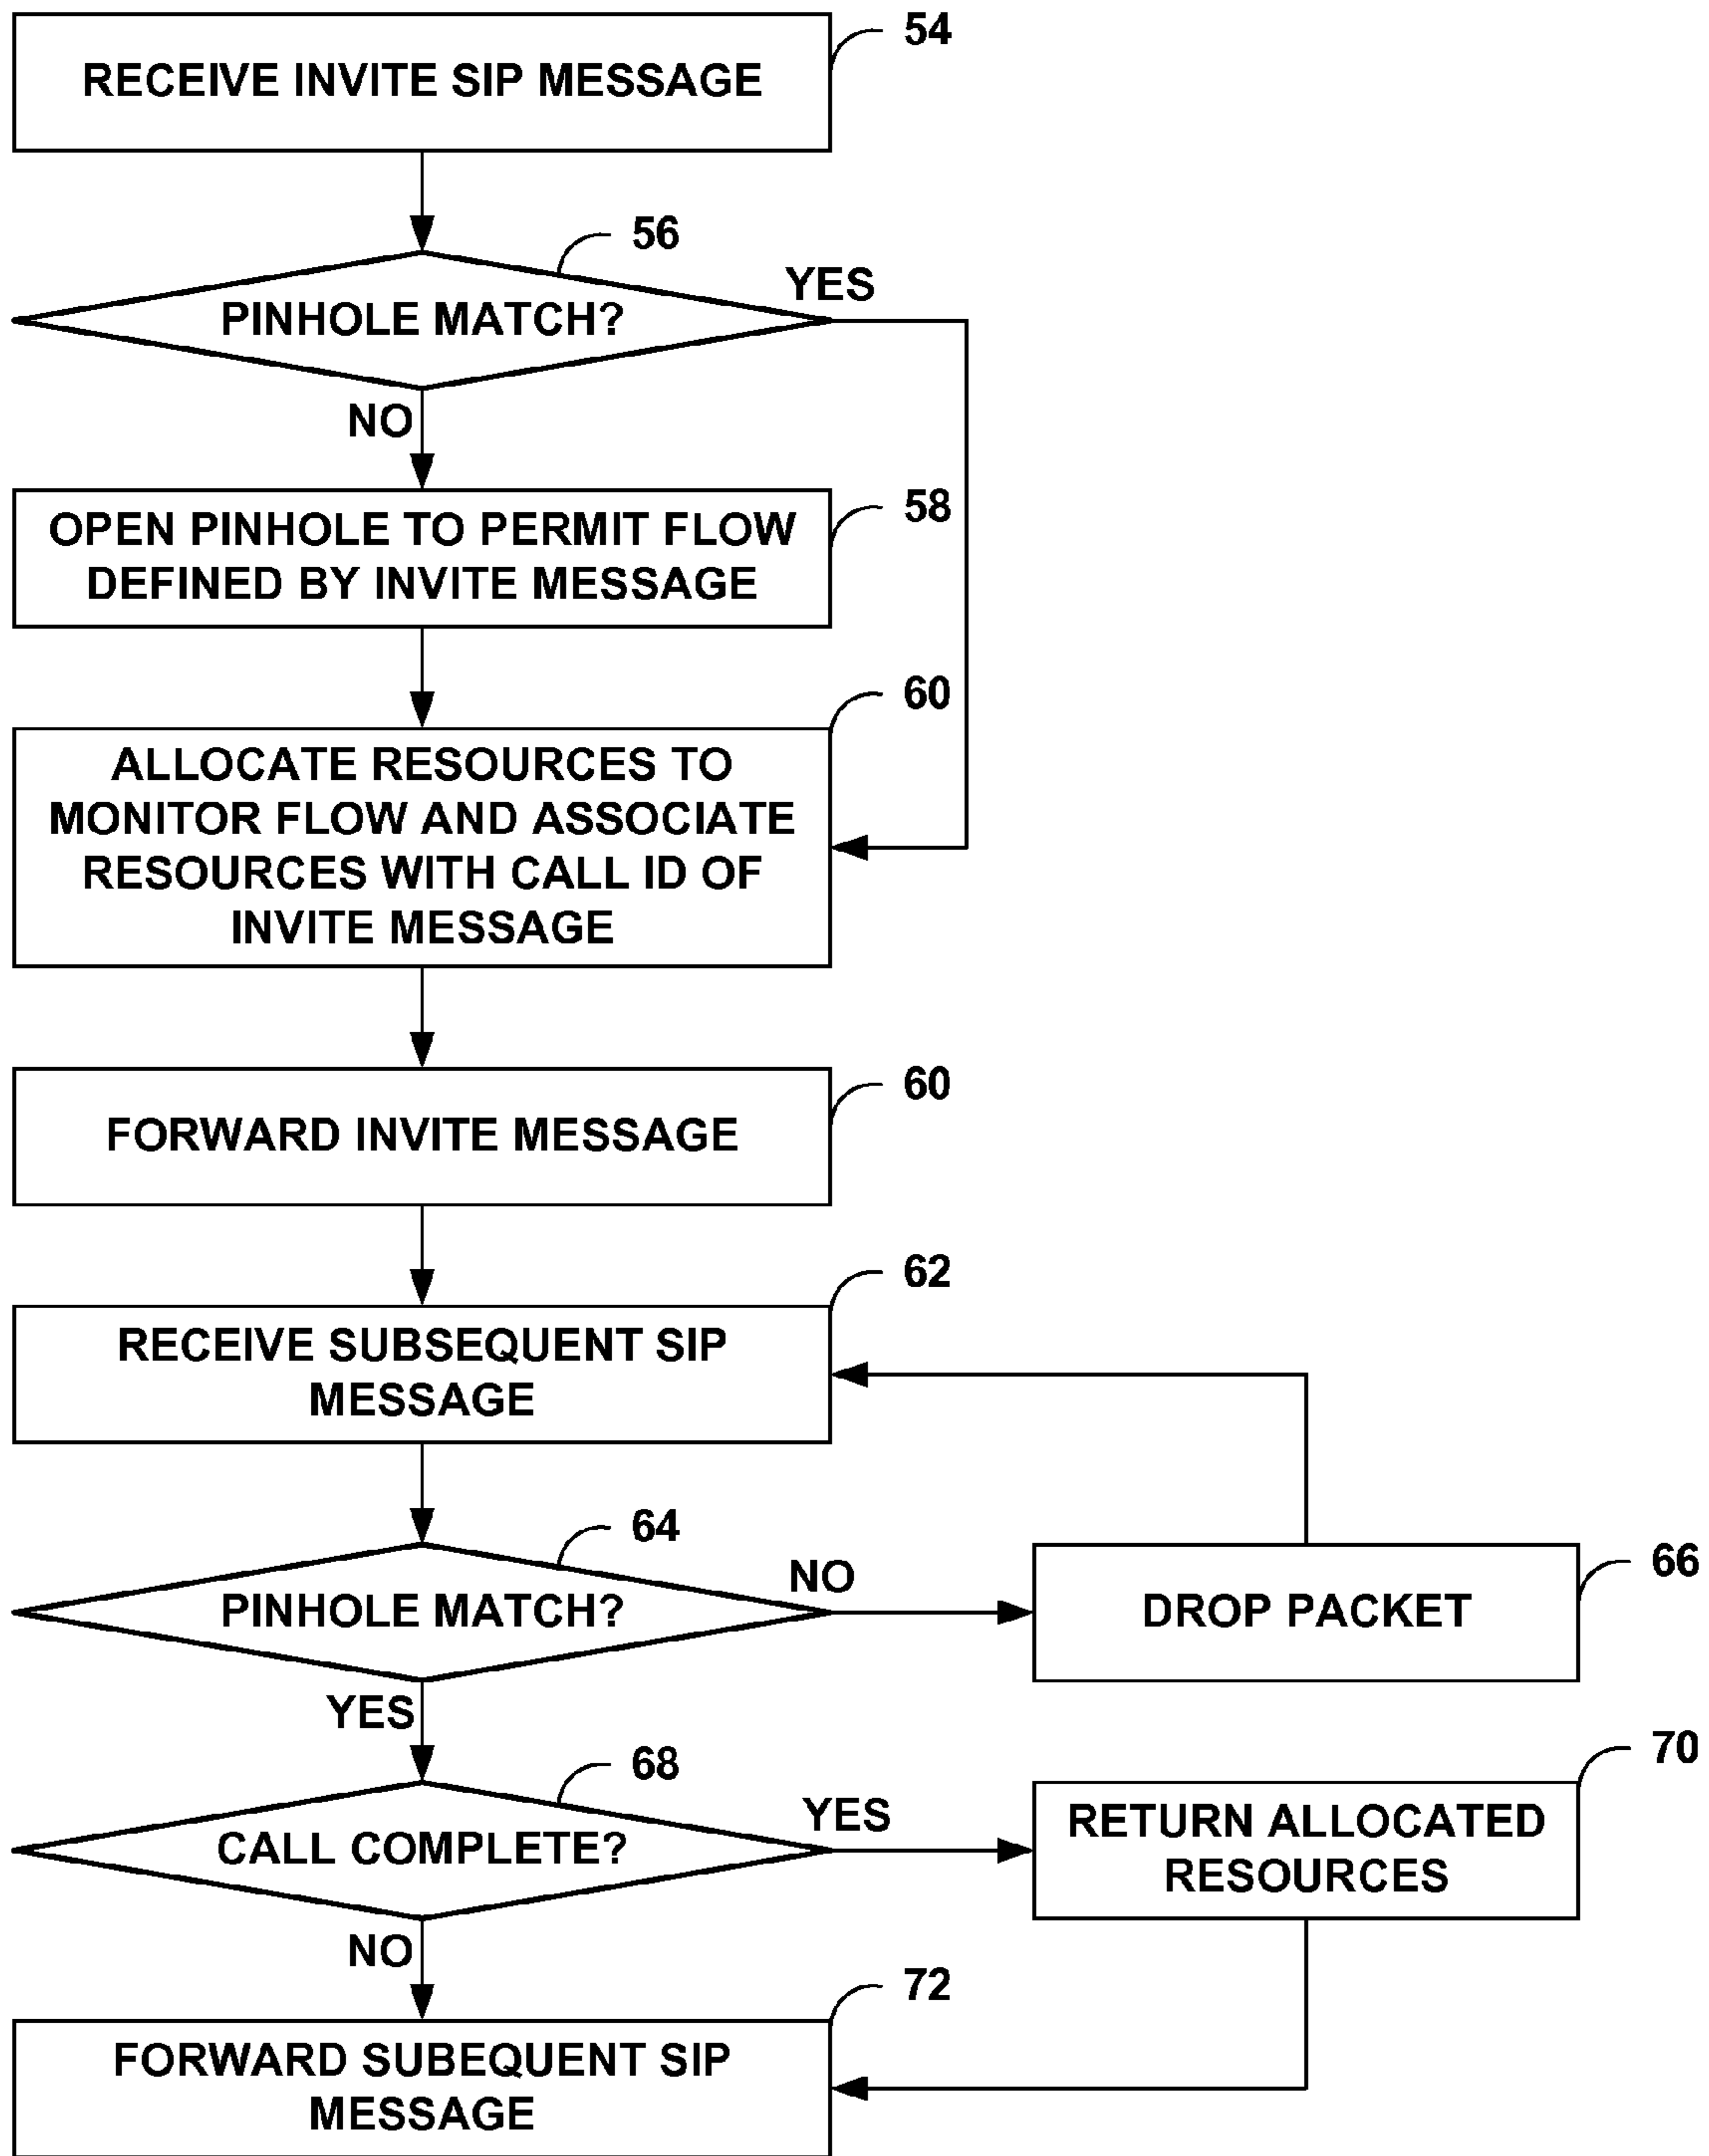 RECEIVE INVITE SIP MESSAGE
54
56
PINHOLE MATCH?
YES
NO
OPEN PINHOLE TO PERMIT FLOW
DEFINED BY INVITE MESSAGE
58
60
ALLOCATE RESOURCES TO
MONITOR FLOW AND ASSOCIATE
RESOURCES WITH CALL ID OF
INVITE MESSAGE
60
FORWARD INVITE MESSAGE
62
RECEIVE SUBSEQUENT SIP
MESSAGE
64
PINHOLE MATCH?
NO
66
DROP PACKET
YES
68
CALL COMPLETE?
YES
70
RETURN ALLOCATED
RESOURCES
NO
72
FORWARD SUBEQUENT SIP
MESSAGE